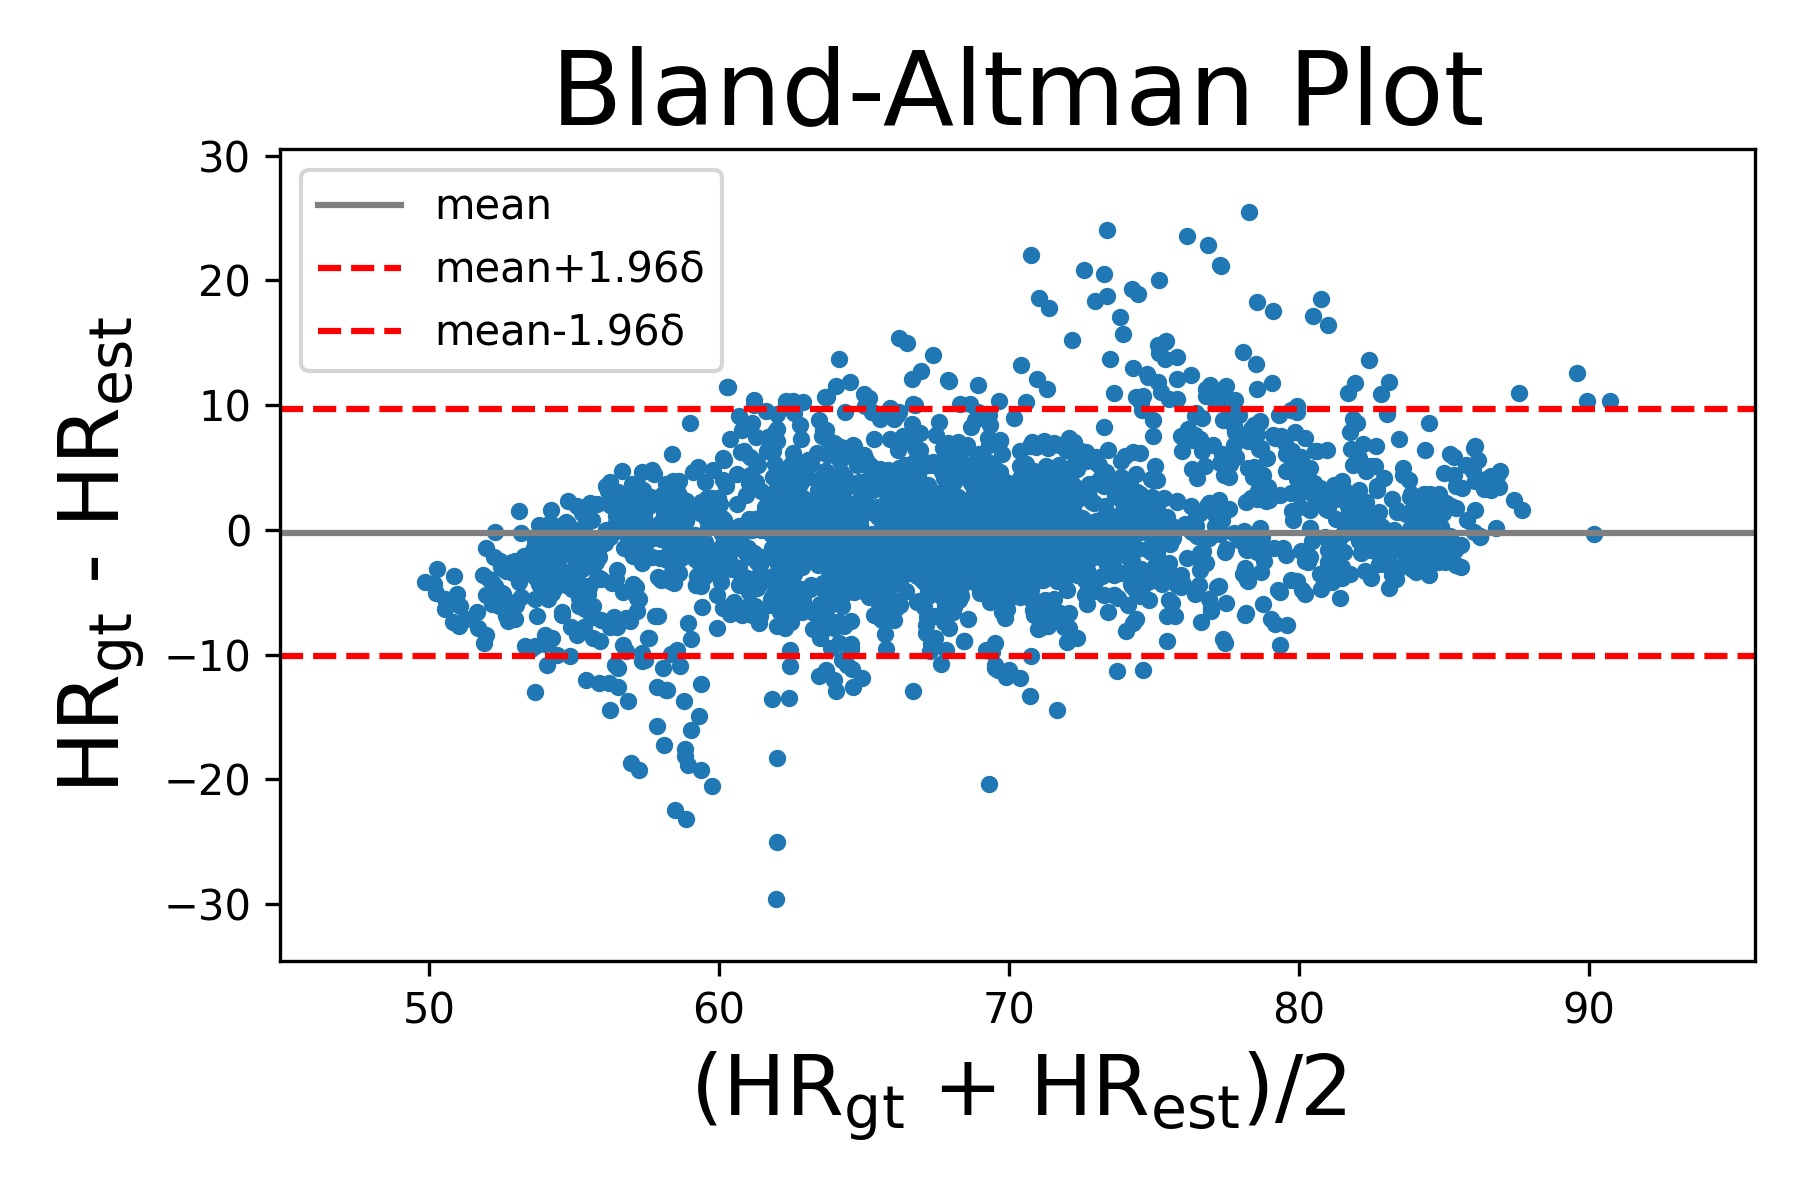 Bland-Altman Plot
mean
mean+1.96δ
mean-1.96δ
HRgt - HRest
30
20
10
0
−10
−20
−30
50 60 70 80 90
(HRgt + HRest)/2